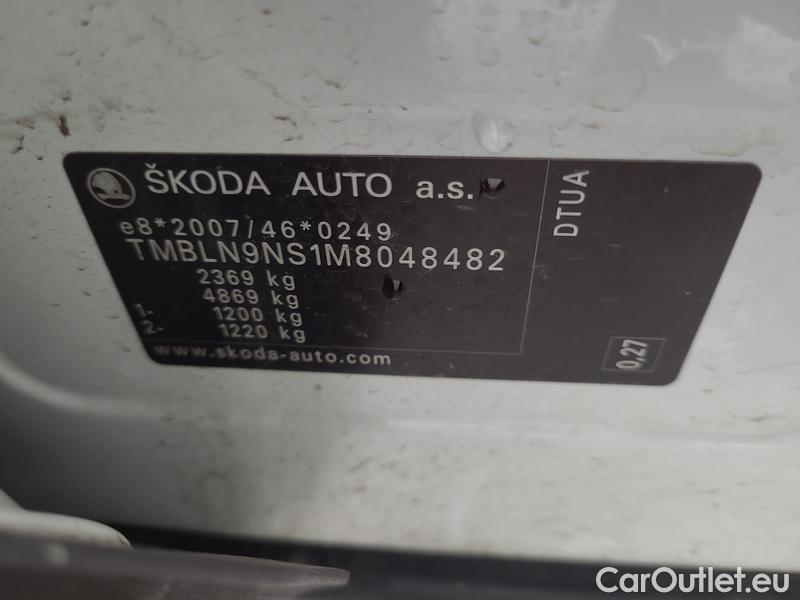 ŠKODA AUTO a.s.
e8*2007/46*0249
TMBLN9NS1M8048482
2369 kg
4869 kg
1- 1200 kg
2- 1220 kg
www.skoda-auto.com
DTUA
0,27
CarOutlet.eu